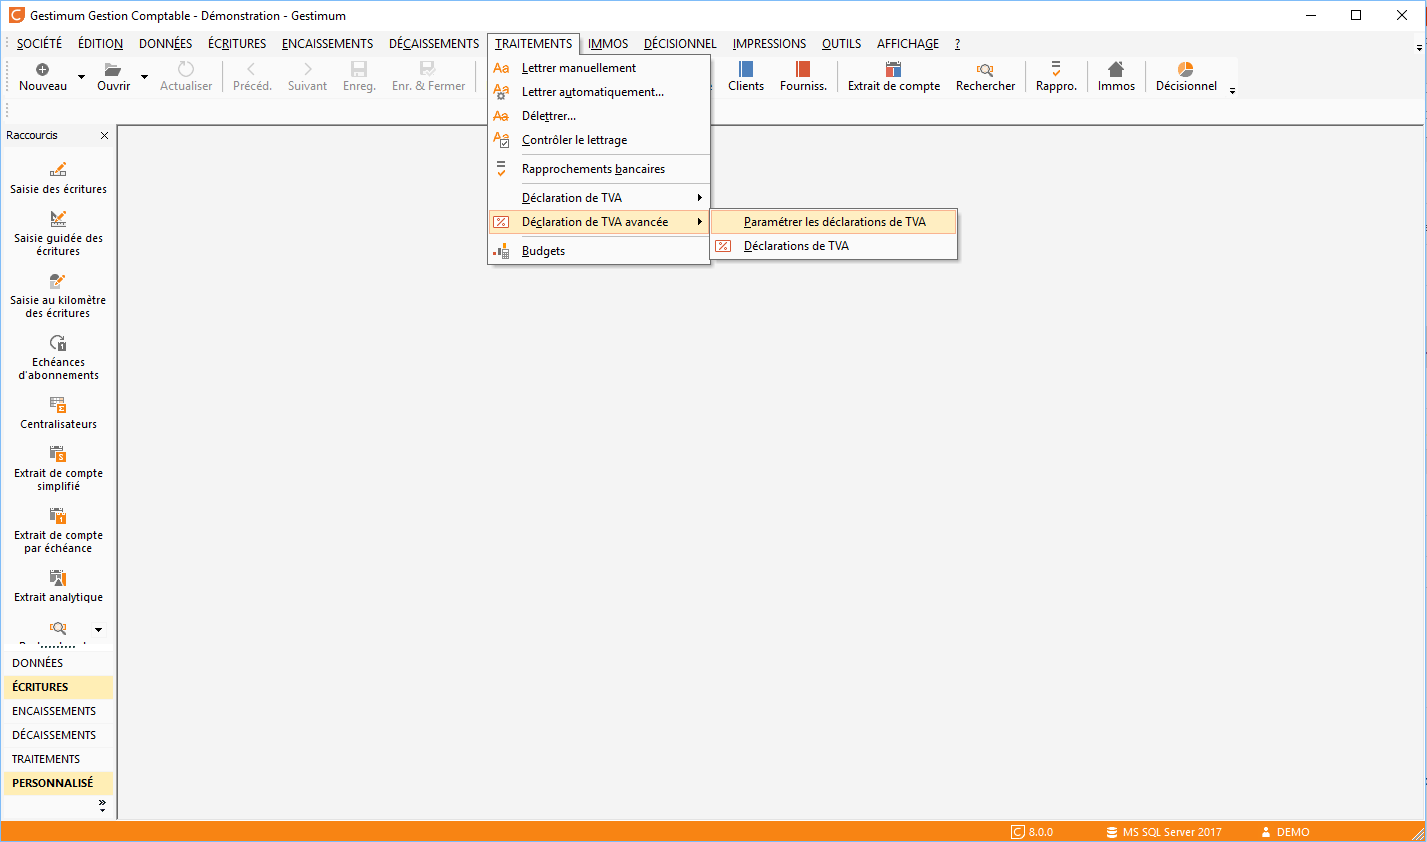 Gestimum Gestion Comptable - Démonstration - Gestimum
SOCIÉTÉ ÉDITION DONNÉES ÉCRITURES ENCAISSEMENTS DÉCAISSEMENTS TRAITEMENTS IMMOS DÉCISIONNEL IMPRESSIONS OUTILS AFFICHAGE ?
Nouveau Ouvrir Actualiser Précéd. Suivant Enreg. Enr. & Fermer Clients Fourniss. Extrait de compte Rechercher Rappro. Immos Décisionnel
Lettrer manuellement
Lettrer automatiquement...
Délettrer...
Contrôler le lettrage
Rapprochements bancaires
Déclaration de TVA
Déclaration de TVA avancée
Budgets
Paramétrer les déclarations de TVA
Déclarations de TVA
Raccourcis
Saisie des écritures
Saisie guidée des
écritures
Saisie au kilomètre
des écritures
Echéances
d'abonnements
Centralisateurs
Extrait de compte
simplifié
Extrait de compte
par échéance
Extrait analytique
DONNÉES
ÉCRITURES
ENCAISSEMENTS
DÉCAISSEMENTS
TRAITEMENTS
PERSONNALISÉ
8.0.0 MS SQL Server 2017 DEMO